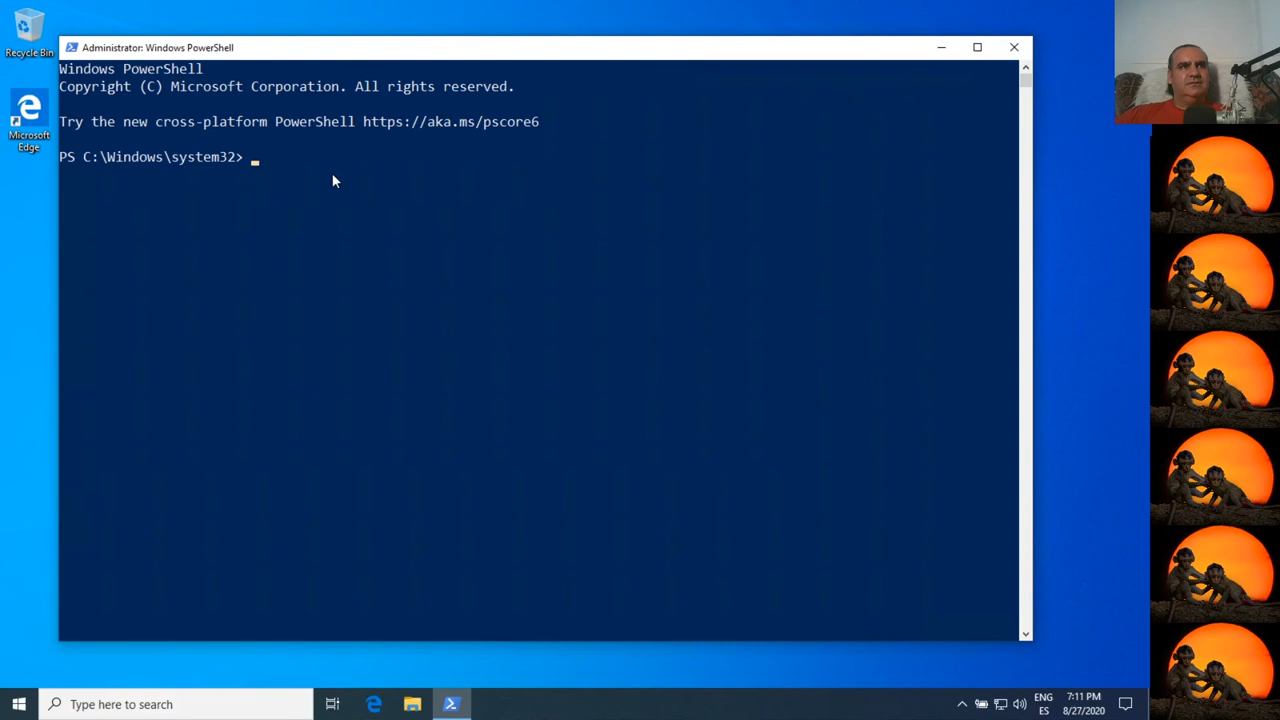 Recycle Bin
Microsoft
Edge
Administrator: Windows PowerShell
Windows PowerShell
Copyright (C) Microsoft Corporation. All rights reserved.
Try the new cross-platform PowerShell https://aka.ms/pscore6
PS C:\Windows\system32>
Type here to search
ENG
ES
7:11 PM
8/27/2020